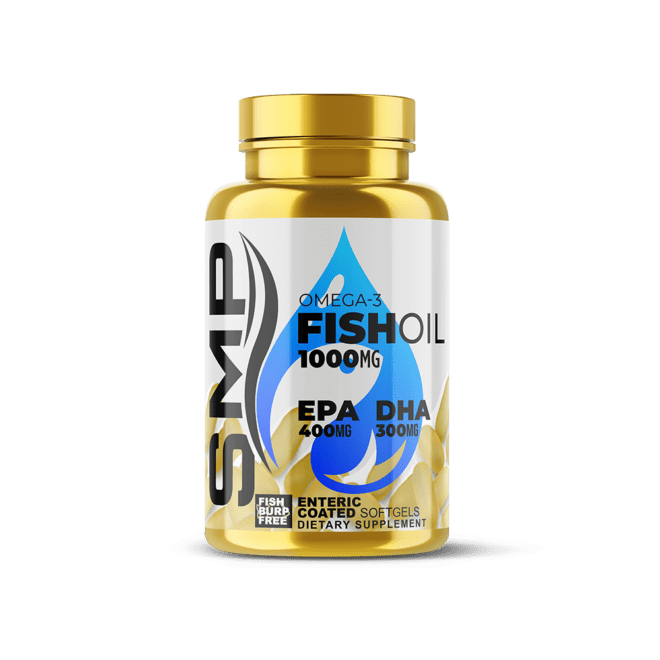 SMP
OMEGA-3
FISHOIL
1000MG
EPA DHA
400MG 300MG
FISH
BURP
FREE
ENTERIC
COATED SOFTGELS
DIETARY SUPPLEMENT